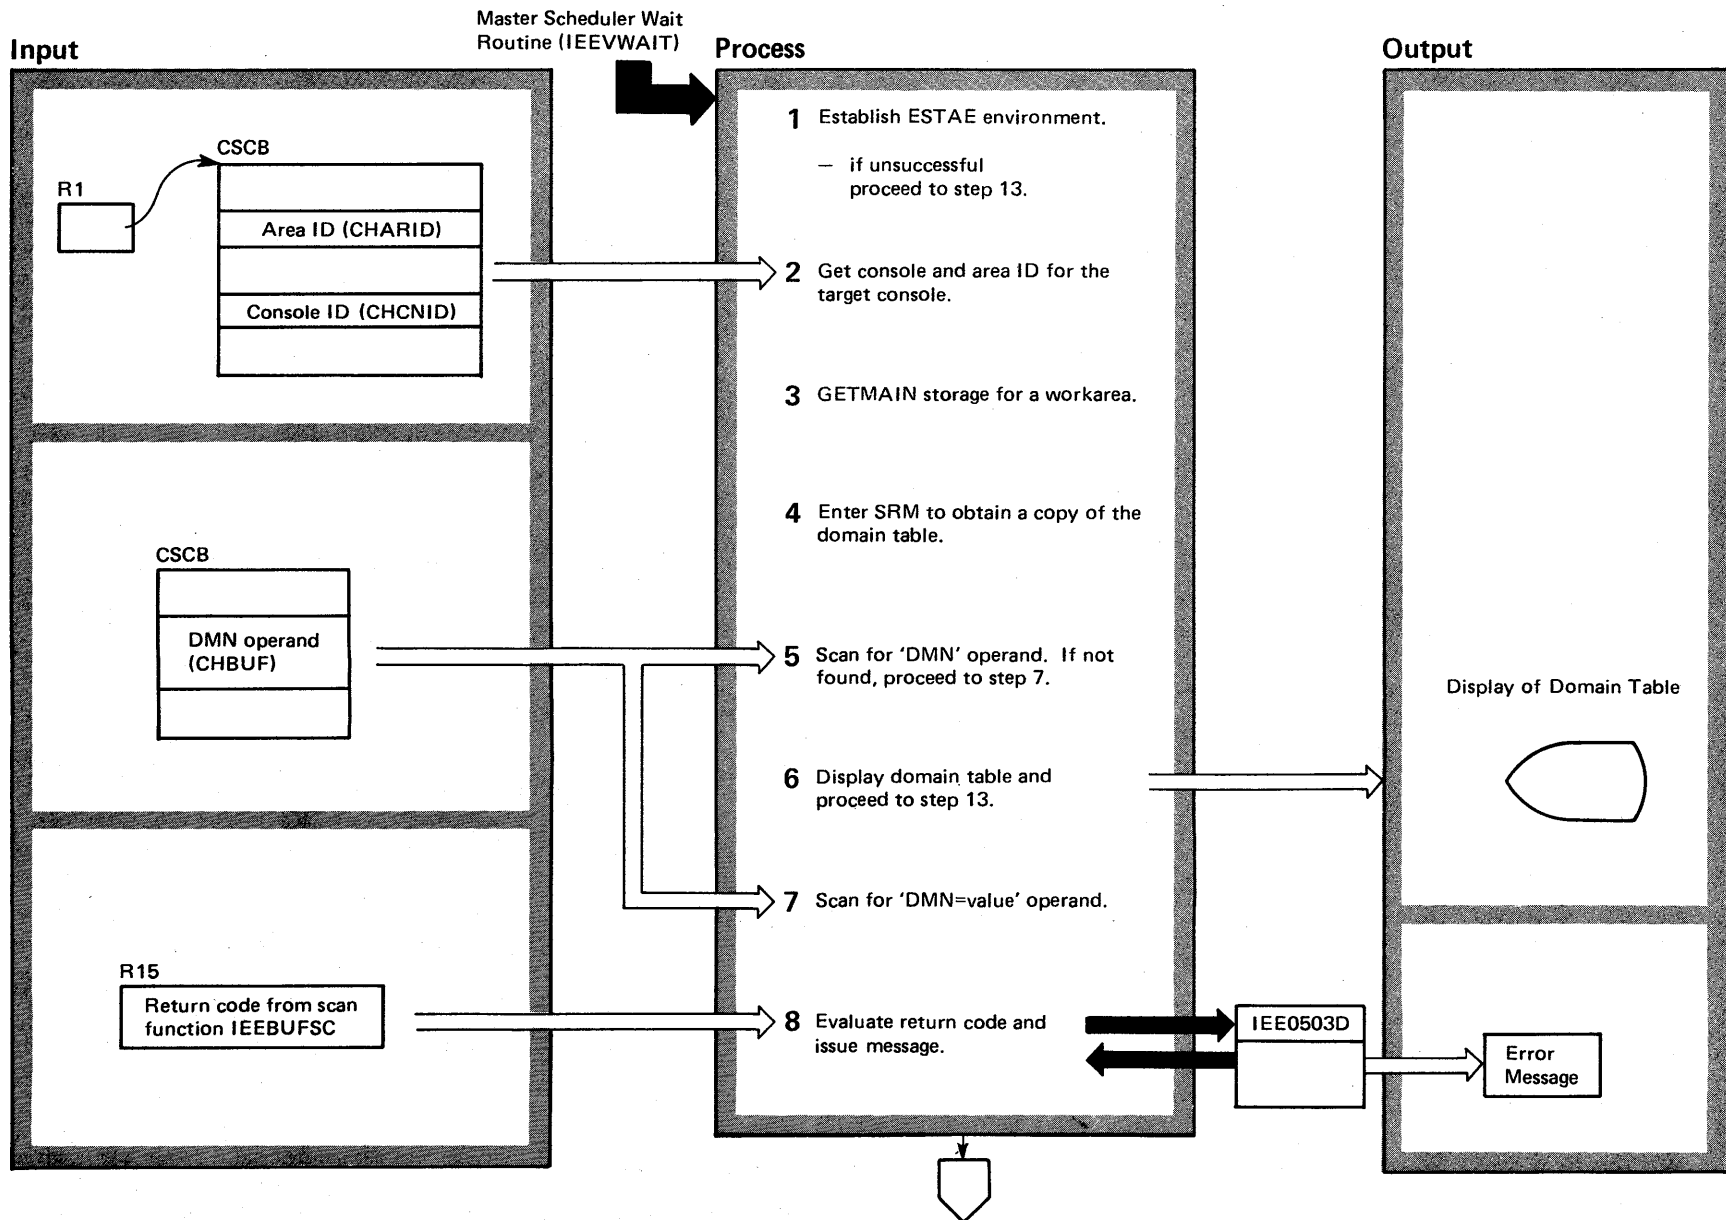 Master Scheduler Wait
Routine (IEEVWAIT)
Input
Process
Output
CSCB
R1
Area ID (CHARID)
Console ID (CHCNID)
1 Establish ESTAE environment.
— if unsuccessful
proceed to step 13.
2 Get console and area ID for the
target console.
3 GETMAIN storage for a workarea.
4 Enter SRM to obtain a copy of the
domain table.
CSCB
DMN operand
(CHBUF)
5 Scan for 'DMN' operand. If not
found, proceed to step 7.
6 Display domain table and
proceed to step 13.
Display of Domain Table
7 Scan for 'DMN=value' operand.
R15
Return code from scan
function IEEBUFSC
8 Evaluate return code and
issue message.
IEE0503D
Error
Message